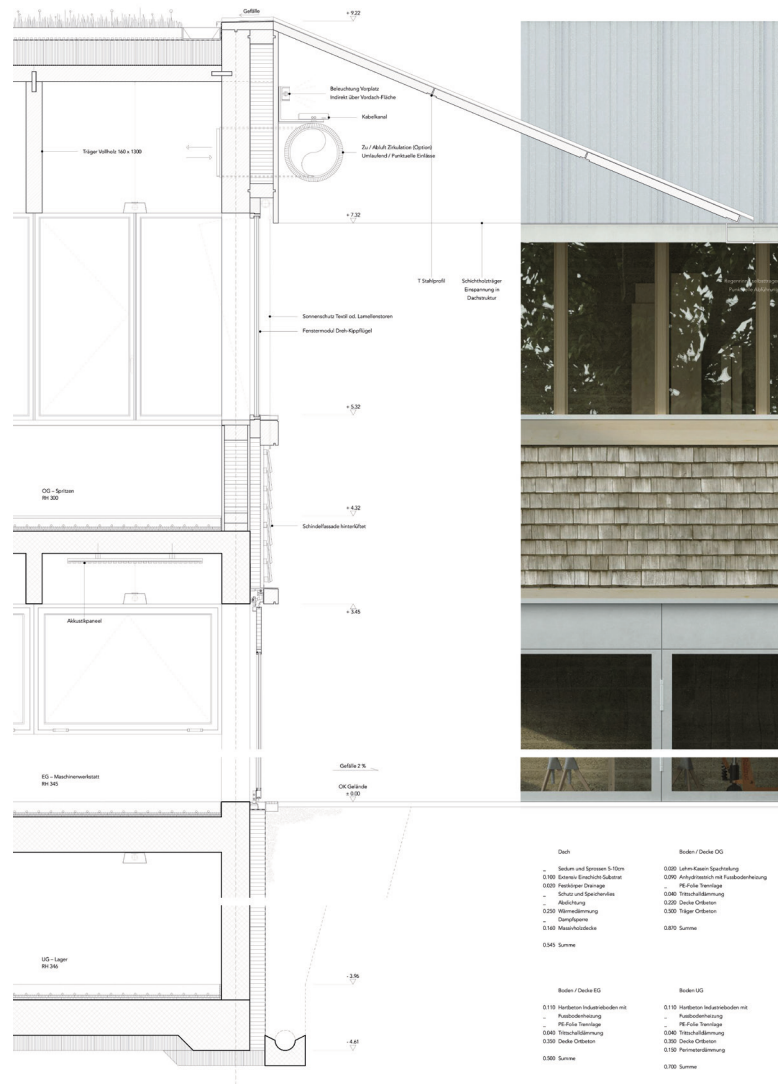 Gefälle
+ 9.22
Beleuchtung Vorplatz
Indirekt über Vordach-Fläche
Kabelkanal
Träger Vollholz 160 x 1300
Zu / Abluft Zirkulation (Option)
Umlaufend / Punktuelle Einlässe
+ 7.32
T Stahlprofil
Schichtholzträger
Einspannung in
Dachstruktur
Sonnenschutz Textil od. Lamellenstoren
Fenstermodul Dreh-Kippflügel
+ 5.32
OG – Spritzen
RH 300
+ 4.32
Schindelfassade hinterlüftet
+ 3.45
Akkustikpaneel
Gefälle 2 %
EG – Maschinenwerkstatt
RH 345
OK Gelände
± 0.00
UG – Lager
RH 346
- 3.96
- 4.61
Dach
_ Sedum und Sprossen 5-10cm
0.100 Extensiv Einschicht-Substrat
0.020 Festkörper Drainage
_ Schutz und Speichervlies
_ Abdichtung
0.250 Wärmedämmung
_ Dampfsperre
0.160 Massivholzdecke
0.545 Summe
Boden / Decke OG
0.020 Lehm-Kasein Spachtelung
0.090 Anhydritestrich mit Fussbodenheizung
_ PE-Folie Trennlage
0.040 Trittschalldämmung
0.220 Decke Ortbeton
0.500 Träger Ortbeton
0.870 Summe
Boden / Decke EG
0.110 Hartbeton Industrieboden mit
_ Fussbodenheizung
_ PE-Folie Trennlage
0.040 Trittschalldämmung
0.350 Decke Ortbeton
0.500 Summe
Boden UG
0.110 Hartbeton Industrieboden mit
_ Fussbodenheizung
_ PE-Folie Trennlage
0.040 Trittschalldämmung
0.350 Decke Ortbeton
0.150 Perimeterdämmung
0.700 Summe